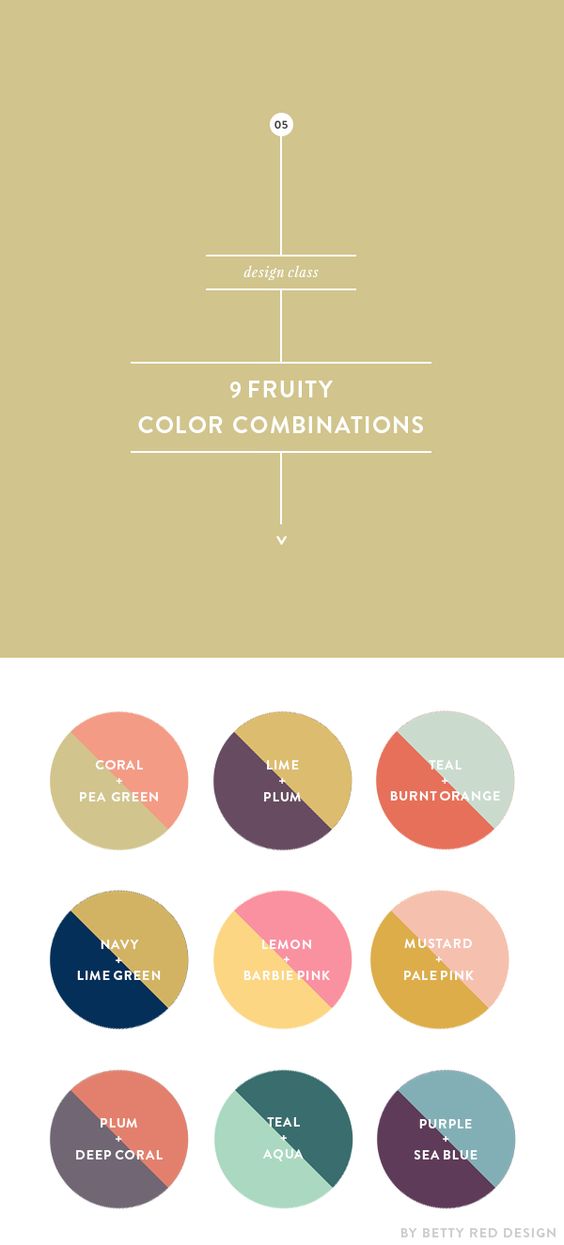 05
design class
9 FRUITY
COLOR COMBINATIONS
CORAL
+
PEA GREEN
LIME
+
PLUM
TEAL
+
BURNT ORANGE
NAVY
+
LIME GREEN
LEMON
+
BARBIE PINK
MUSTARD
+
PALE PINK
PLUM
+
DEEP CORAL
TEAL
+
AQUA
PURPLE
+
SEA BLUE
BY BETTY RED DESIGN